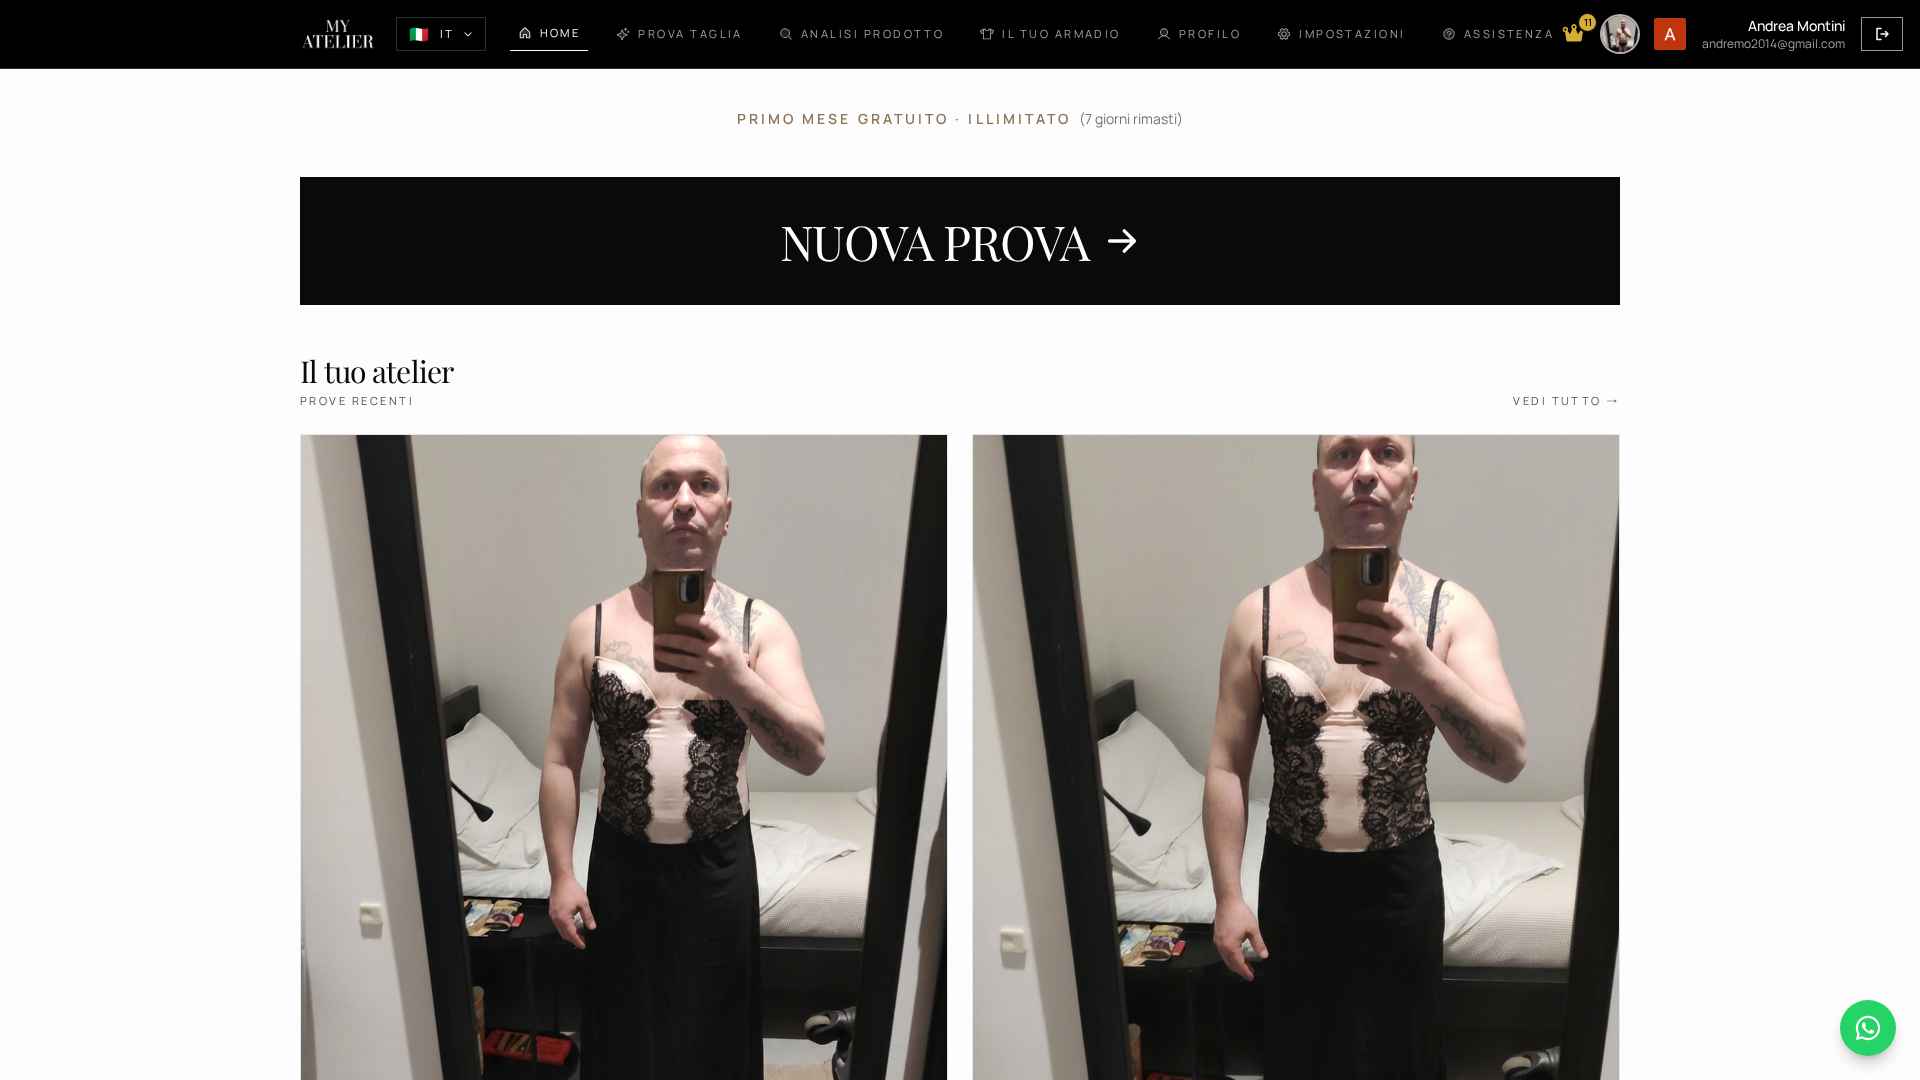 MY
ATELIER
IT
HOME
PROVA TAGLIA
ANALISI PRODOTTO
IL TUO ARMADIO
PROFILO
IMPOSTAZIONI
ASSISTENZA
11
A
Andrea Montini
andremo2014@gmail.com
PRIMO MESE GRATUITO · ILLIMITATO (7 giorni rimasti)
NUOVA PROVA →
Il tuo atelier
PROVE RECENTI
VEDI TUTTO →